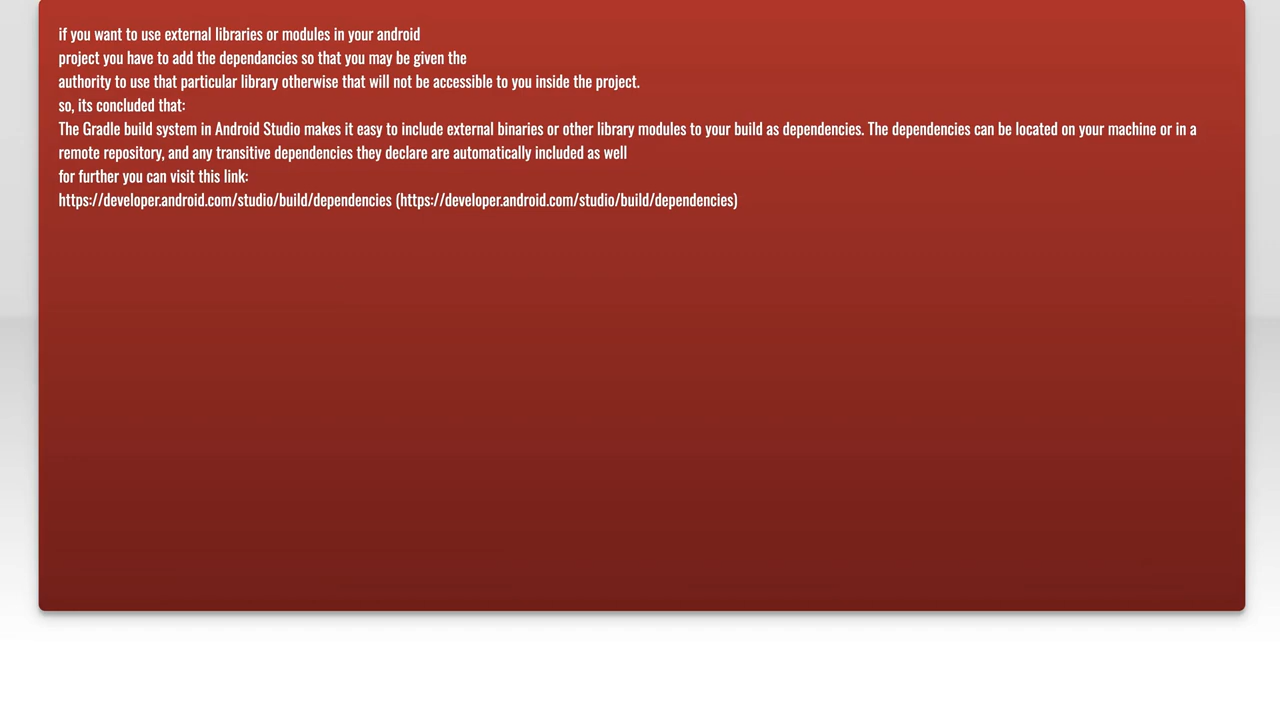 if you want to use external libraries or modules in your android
project you have to add the dependancies so that you may be given the
authority to use that particular library otherwise that will not be accessible to you inside the project.
so, its concluded that:
The Gradle build system in Android Studio makes it easy to include external binaries or other library modules to your build as dependencies. The dependencies can be located on your machine or in a
remote repository, and any transitive dependencies they declare are automatically included as well
for further you can visit this link:
https://developer.android.com/studio/build/dependencies (https://developer.android.com/studio/build/dependencies)